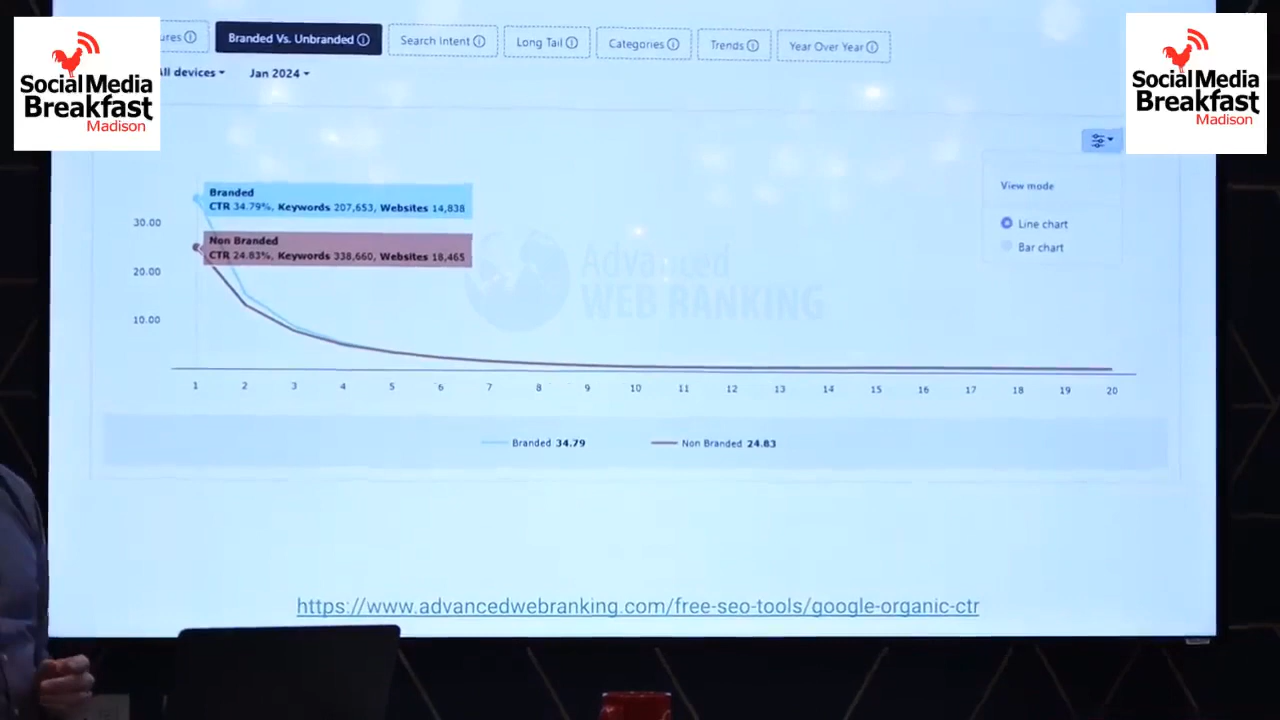 SocialMedia
Breakfast
Madison
ures Branded Vs. Unbranded Search Intent Long Tail Categories Trends Year Over Year
All devices Jan 2024
SocialMedia
Breakfast
Madison
View mode
Line chart
Bar chart
Branded
CTR 34.79%, Keywords 207,653, Websites 14,838
Non Branded
CTR 24.83%, Keywords 338,660, Websites 18,465
Advanced
WEB RANKING
30.00
20.00
10.00
1 2 3 4 5 6 7 8 9 10 11 12 13 14 15 16 17 18 19 20
Branded 34.79 Non Branded 24.83
https://www.advancedwebranking.com/free-seo-tools/google-organic-ctr